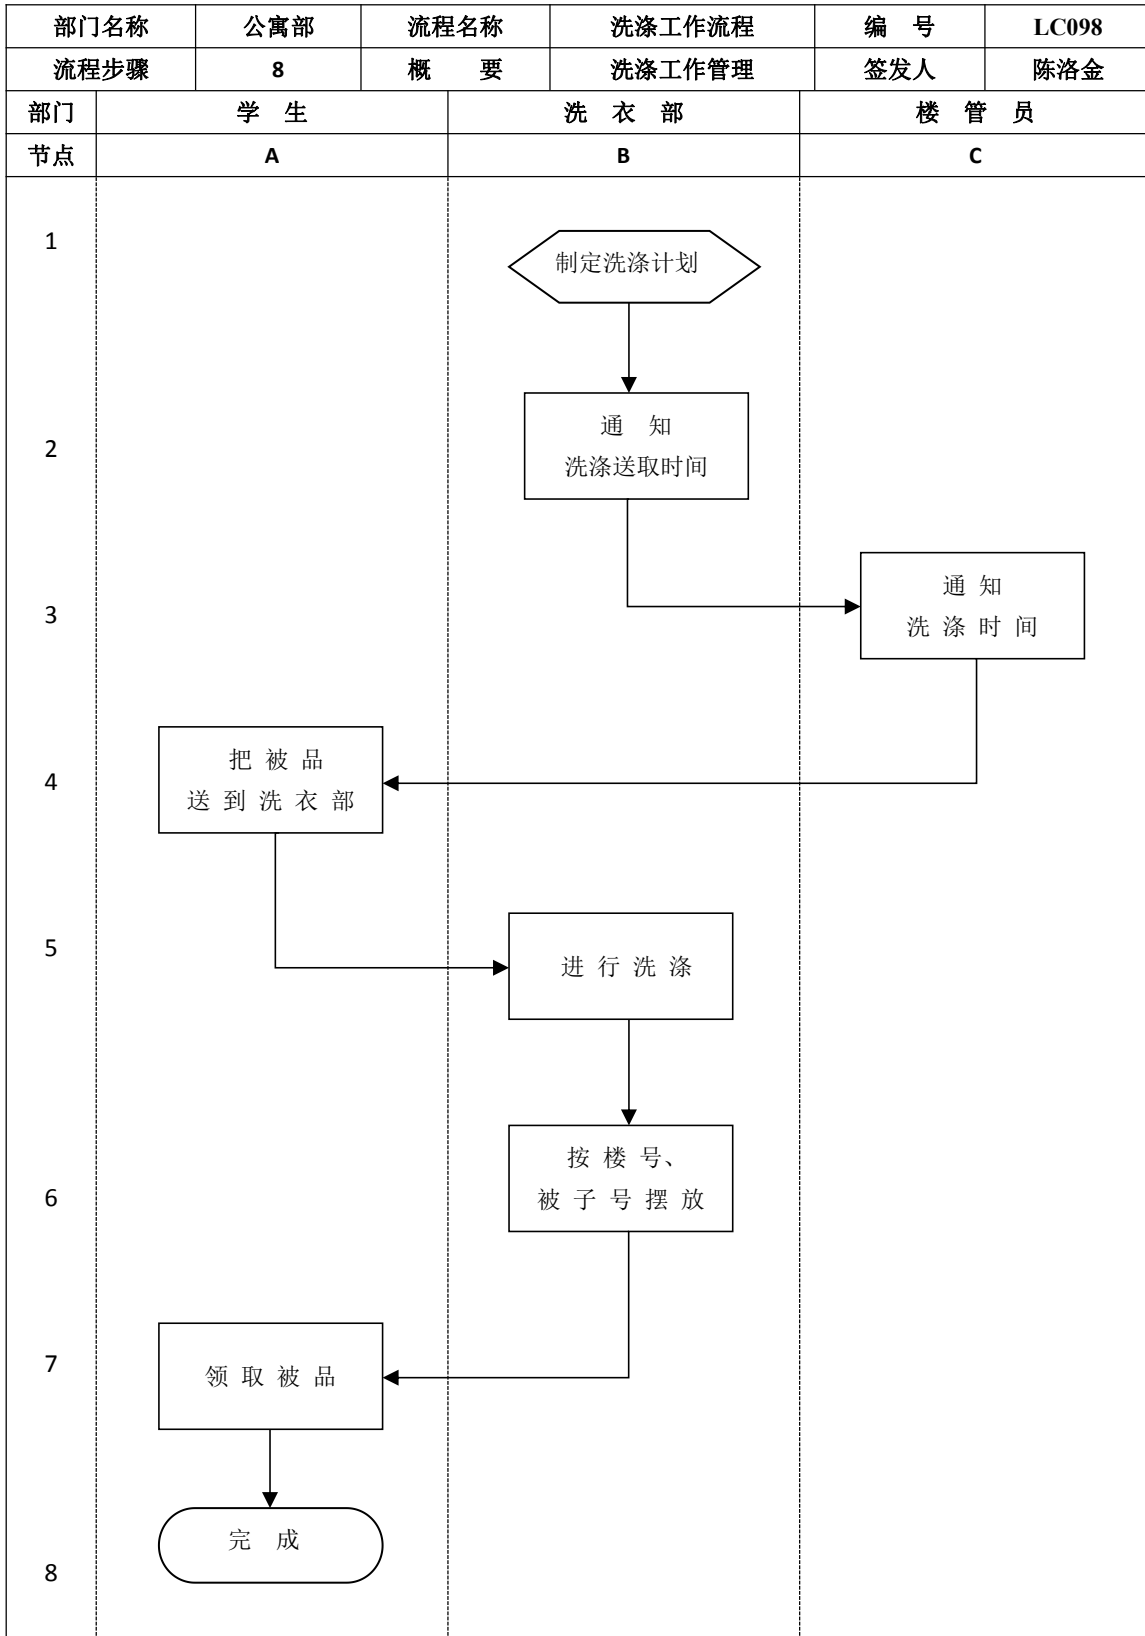 部门名称 公寓部 流程名称 洗涤工作流程 编 号 LC098
流程步骤 8 概 要 洗涤工作管理 签发人 陈洛金
部门 学 生 洗 衣 部 楼 管 员
节点 A B C
1
制定洗涤计划
2
通 知
洗涤送取时间
3
通 知
洗 涤 时 间
4
把 被 品
送 到 洗 衣 部
5
进 行 洗 涤
6
按 楼 号、
被 子 号 摆 放
7
领 取 被 品
完 成
8